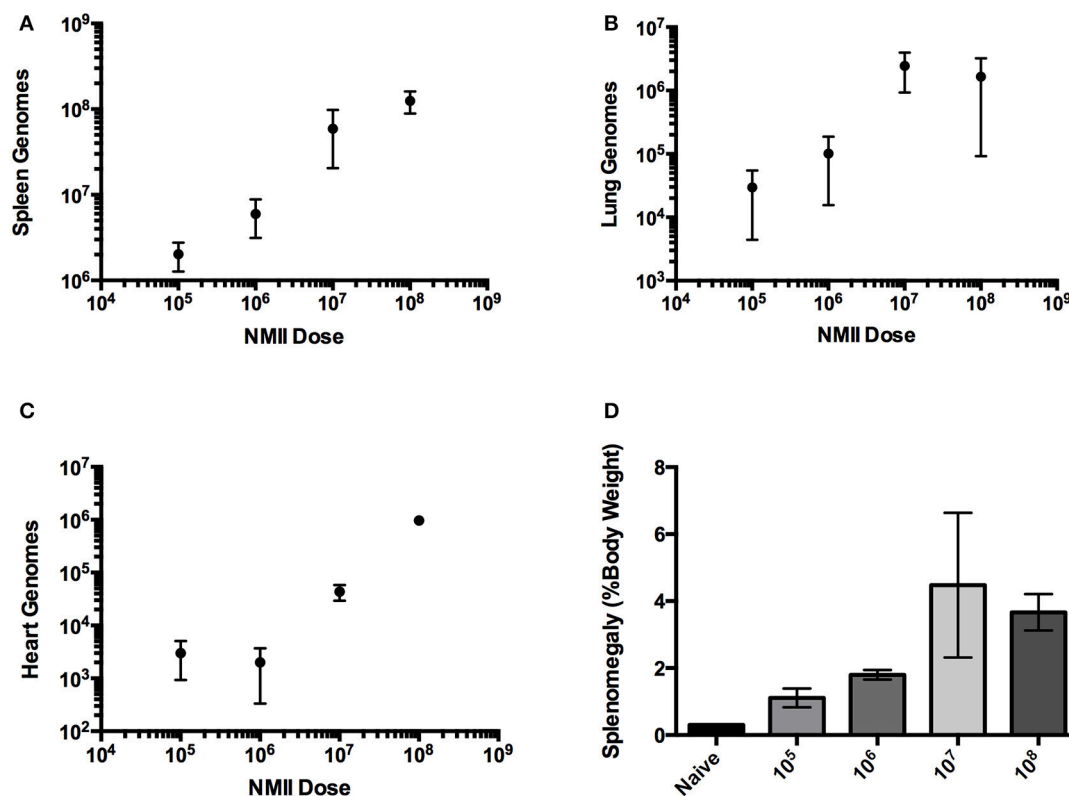 A
Spleen Genomes
10⁹
10⁸
10⁷
10⁶
10⁴ 10⁵ 10⁶ 10⁷ 10⁸ 10⁹
NMII Dose
B
Lung Genomes
10⁷
10⁶
10⁵
10⁴
10³
10⁴ 10⁵ 10⁶ 10⁷ 10⁸ 10⁹
NMII Dose
C
Heart Genomes
10⁷
10⁶
10⁵
10⁴
10³
10²
10⁴ 10⁵ 10⁶ 10⁷ 10⁸ 10⁹
NMII Dose
D
Splenomegaly (%Body Weight)
8
6
4
2
0
Naive 10⁵ 10⁶ 10⁷ 10⁸